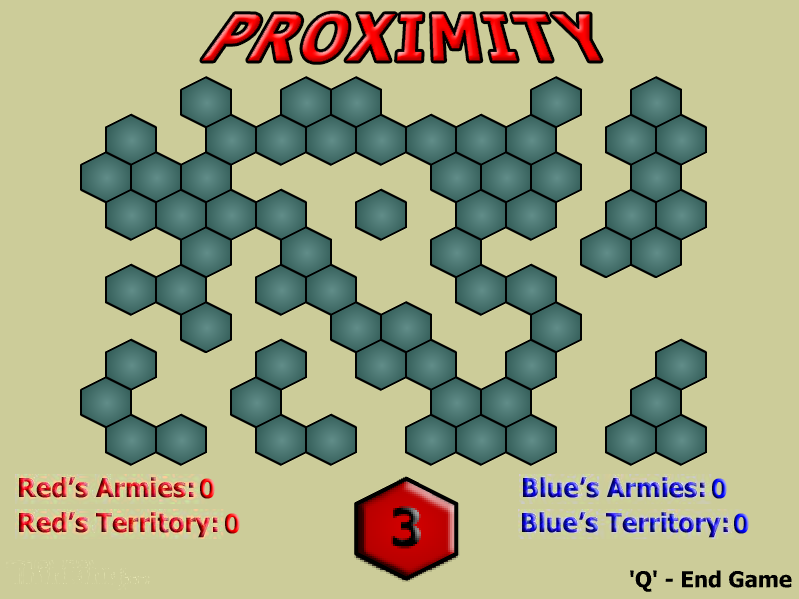 PROXIMITY
Red's Armies: 0
Blue's Armies: 0
Red's Territory: 0
3
Blue's Territory: 0
'Q' - End Game